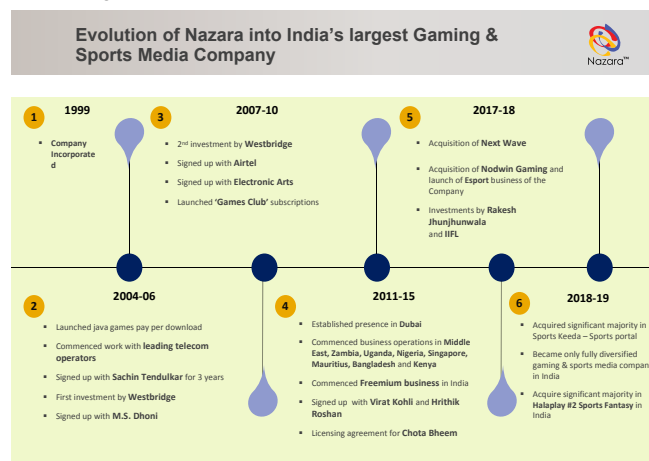 Evolution of Nazara into India's largest Gaming &
Sports Media Company
Nazara™
1
1999
▪ Company
Incorporate
d
3
2007-10
▪ 2nd investment by Westbridge
▪ Signed up with Airtel
▪ Signed up with Electronic Arts
▪ Launched 'Games Club' subscriptions
5
2017-18
▪ Acquisition of Next Wave
▪ Acquisition of Nodwin Gaming and
launch of Esport business of the
Company
▪ Investments by Rakesh
Jhunjhunwala
and IIFL
2
2004-06
▪ Launched java games pay per download
▪ Commenced work with leading telecom
operators
▪ Signed up with Sachin Tendulkar for 3 years
▪ First investment by Westbridge
▪ Signed up with M.S. Dhoni
4
2011-15
▪ Established presence in Dubai
▪ Commenced business operations in Middle
East, Zambia, Uganda, Nigeria, Singapore,
Mauritius, Bangladesh and Kenya
▪ Commenced Freemium business in India
▪ Signed up with Virat Kohli and Hrithik
Roshan
▪ Licensing agreement for Chota Bheem
6
2018-19
▪ Acquired significant majority in
Sports Keeda – Sports portal
▪ Became only fully diversified
gaming & sports media compan
in India
▪ Acquire significant majority in
Halaplay #2 Sports Fantasy in
India